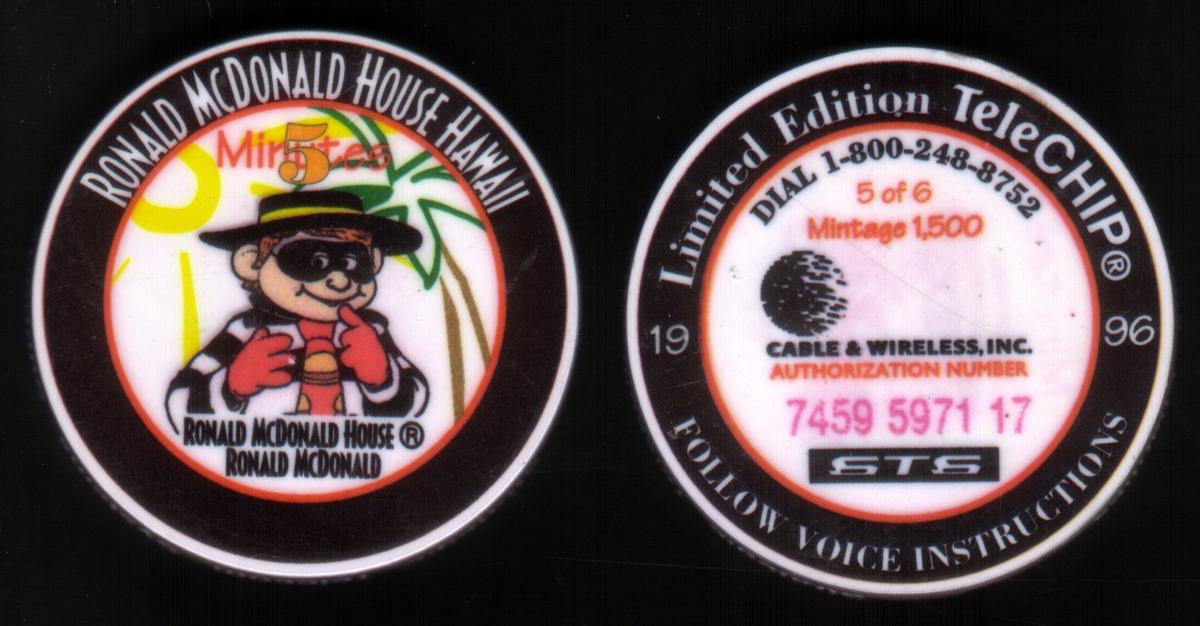 RONALD MCDONALD HOUSE HAWAII
5
Minutes
RONALD MCDONALD HOUSE ®
RONALD MCDONALD
Limited Edition TeleCHIP®
DIAL 1-800-248-8752
5 of 6
Mintage 1,500
19 96
CABLE & WIRELESS, INC.
AUTHORIZATION NUMBER
7459 5971 17
STS
FOLLOW VOICE INSTRUCTIONS